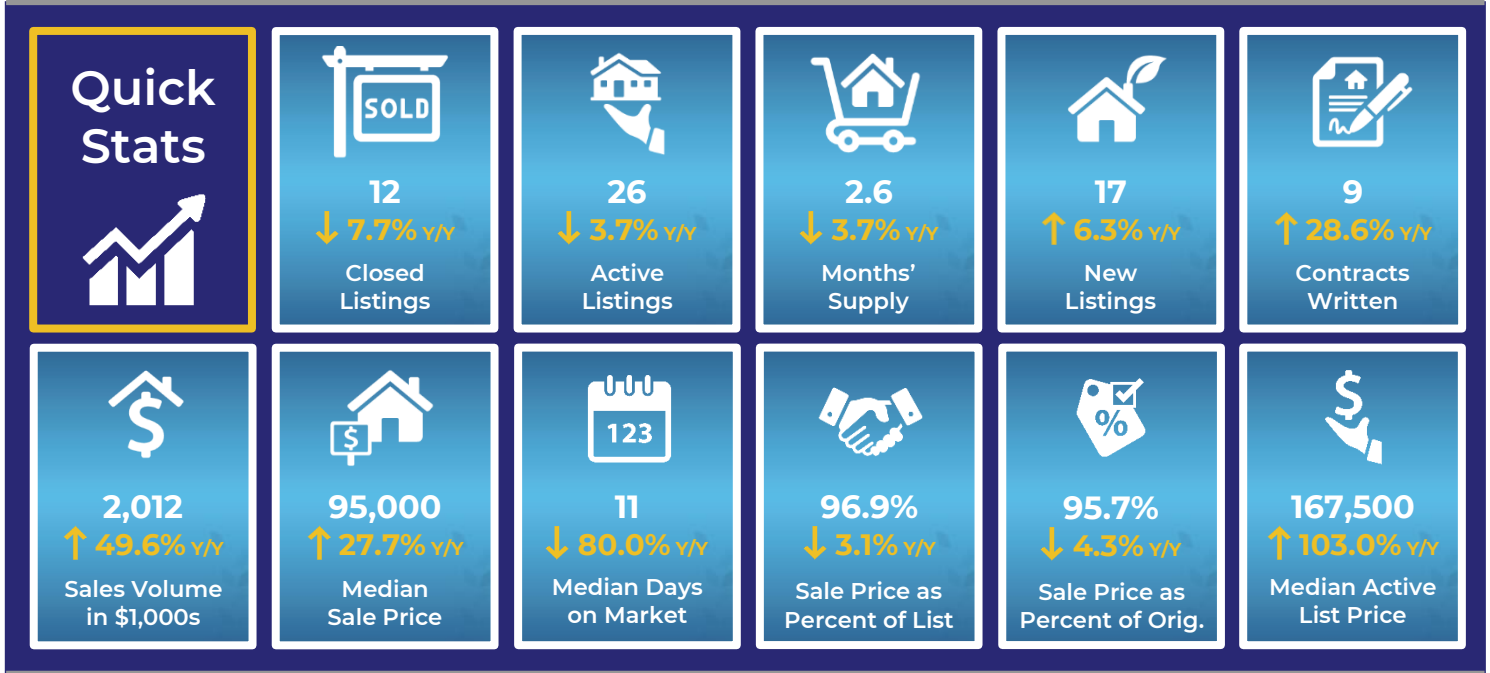 Quick
Stats
SOLD
12
↓ 7.7% Y/Y
Closed
Listings
26
↓ 3.7% Y/Y
Active
Listings
2.6
↓ 3.7% Y/Y
Months’
Supply
17
↑ 6.3% Y/Y
New
Listings
9
↑ 28.6% Y/Y
Contracts
Written
$
2,012
↑ 49.6% Y/Y
Sales Volume
in $1,000s
$
95,000
↑ 27.7% Y/Y
Median
Sale Price
123
11
↓ 80.0% Y/Y
Median Days
on Market
96.9%
↓ 3.1% Y/Y
Sale Price as
Percent of List
%
95.7%
↓ 4.3% Y/Y
Sale Price as
Percent of Orig.
$
167,500
↑ 103.0% Y/Y
Median Active
List Price